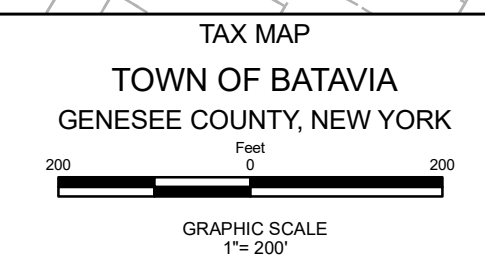 TAX MAP
TOWN OF BATAVIA
GENESEE COUNTY, NEW YORK
Feet
200 0 200
GRAPHIC SCALE
1"= 200'